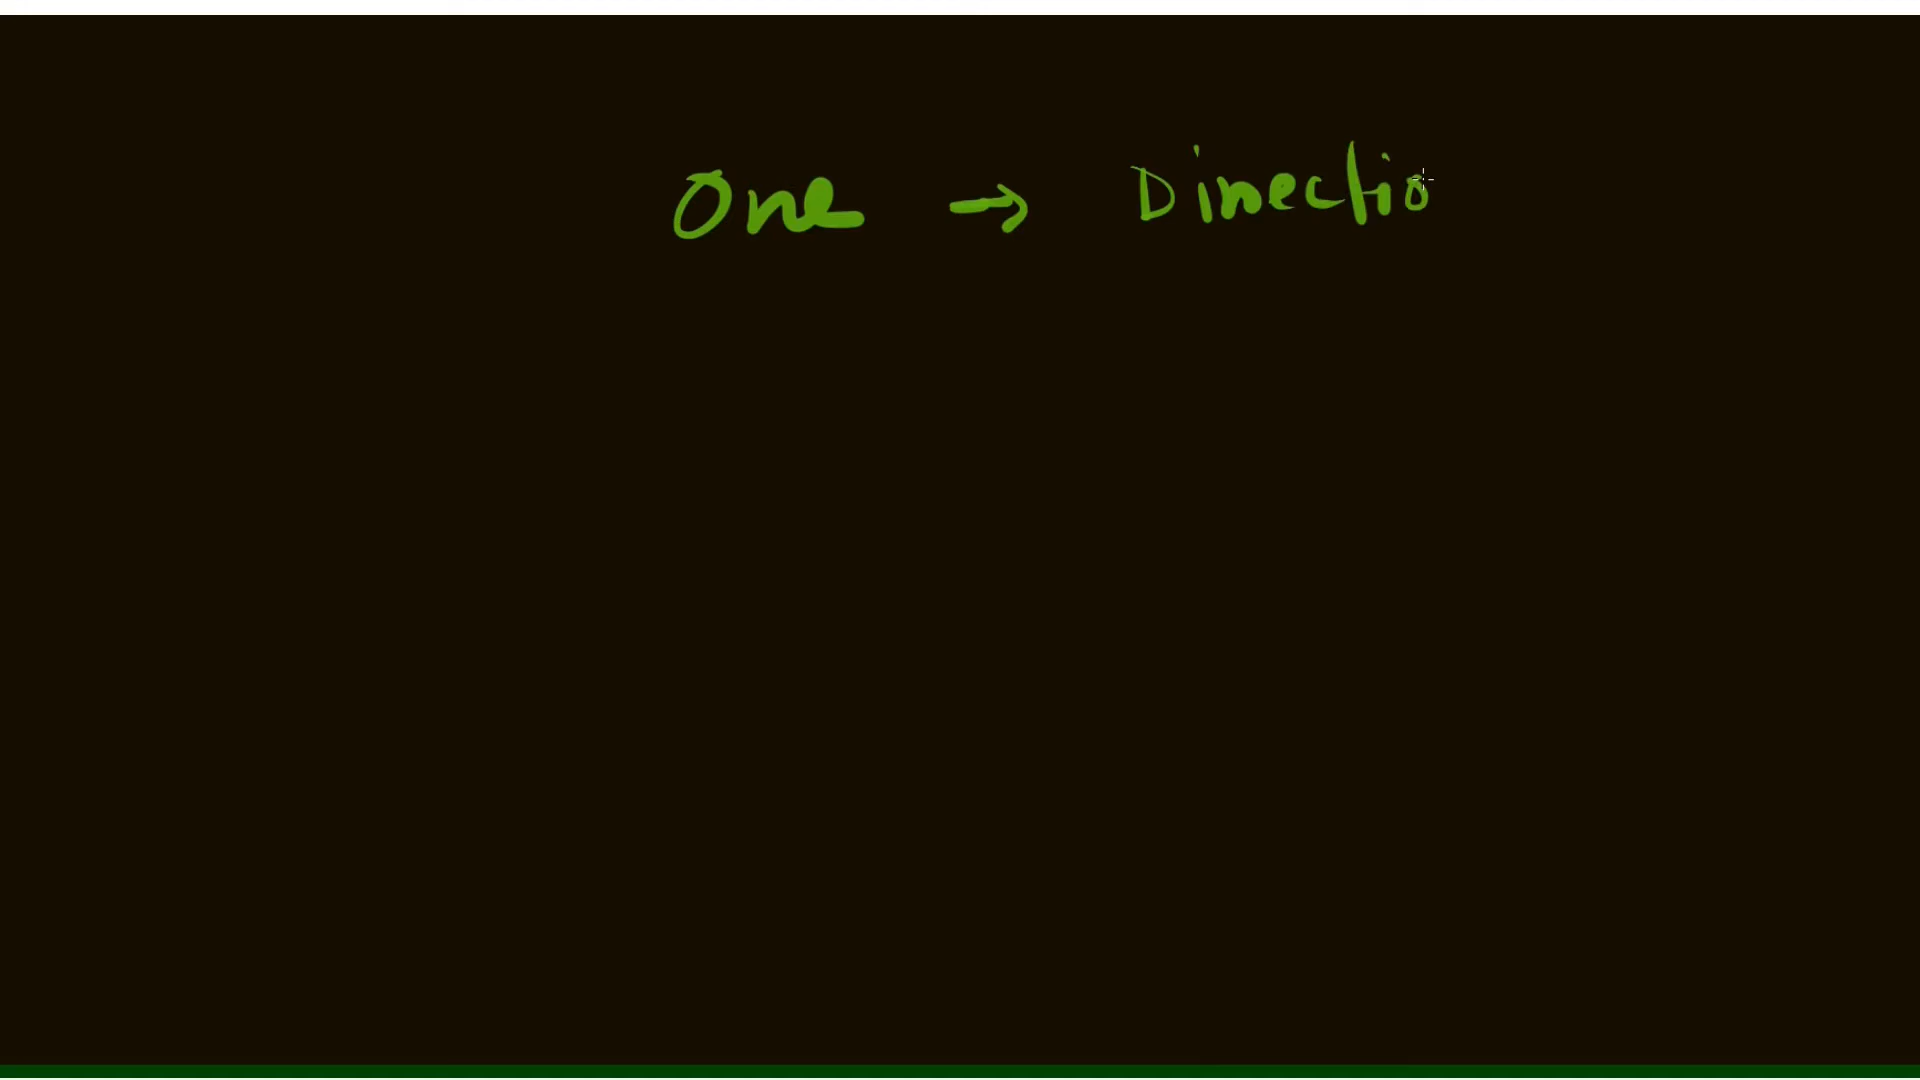 One → Directio